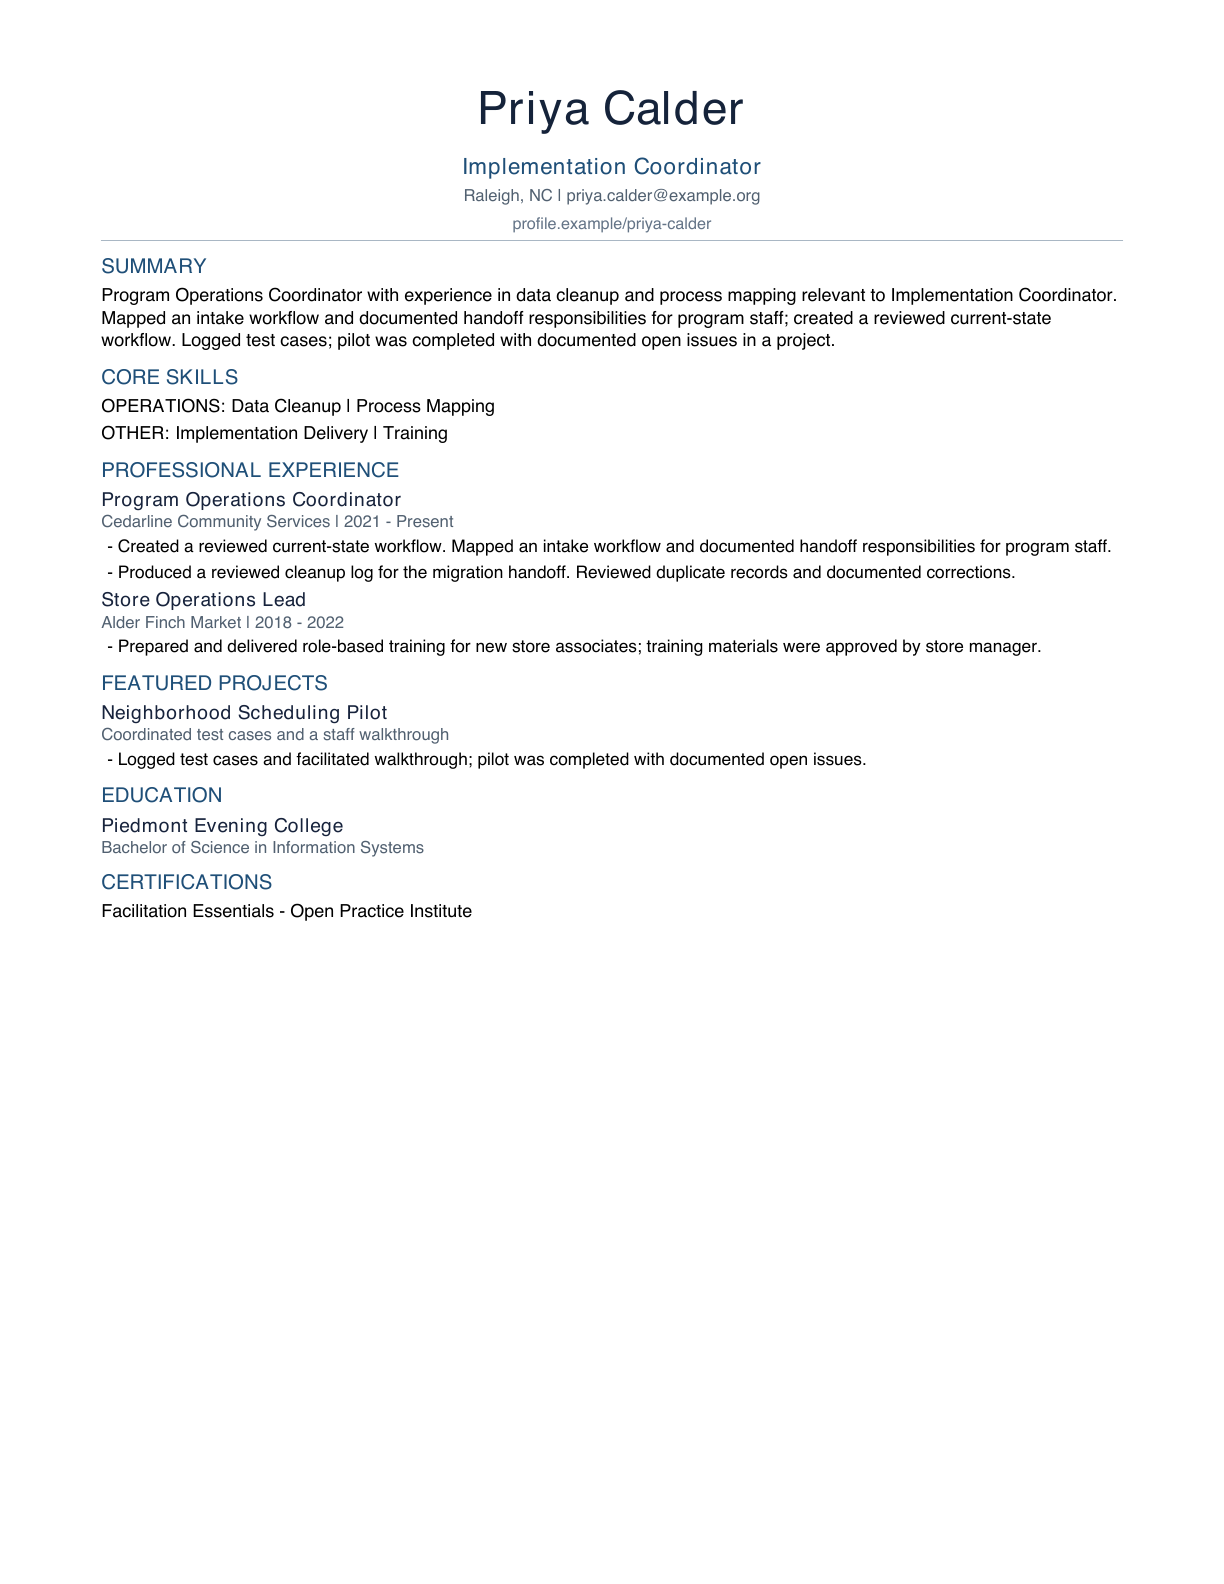 Priya Calder
Implementation Coordinator
Raleigh, NC | priya.calder@example.org
profile.example/priya-calder
SUMMARY
Program Operations Coordinator with experience in data cleanup and process mapping relevant to Implementation Coordinator.
Mapped an intake workflow and documented handoff responsibilities for program staff; created a reviewed current-state
workflow. Logged test cases; pilot was completed with documented open issues in a project.
CORE SKILLS
OPERATIONS: Data Cleanup | Process Mapping
OTHER: Implementation Delivery | Training
PROFESSIONAL EXPERIENCE
Program Operations Coordinator
Cedarline Community Services | 2021 - Present
- Created a reviewed current-state workflow. Mapped an intake workflow and documented handoff responsibilities for program staff.
- Produced a reviewed cleanup log for the migration handoff. Reviewed duplicate records and documented corrections.
Store Operations Lead
Alder Finch Market | 2018 - 2022
- Prepared and delivered role-based training for new store associates; training materials were approved by store manager.
FEATURED PROJECTS
Neighborhood Scheduling Pilot
Coordinated test cases and a staff walkthrough
- Logged test cases and facilitated walkthrough; pilot was completed with documented open issues.
EDUCATION
Piedmont Evening College
Bachelor of Science in Information Systems
CERTIFICATIONS
Facilitation Essentials - Open Practice Institute